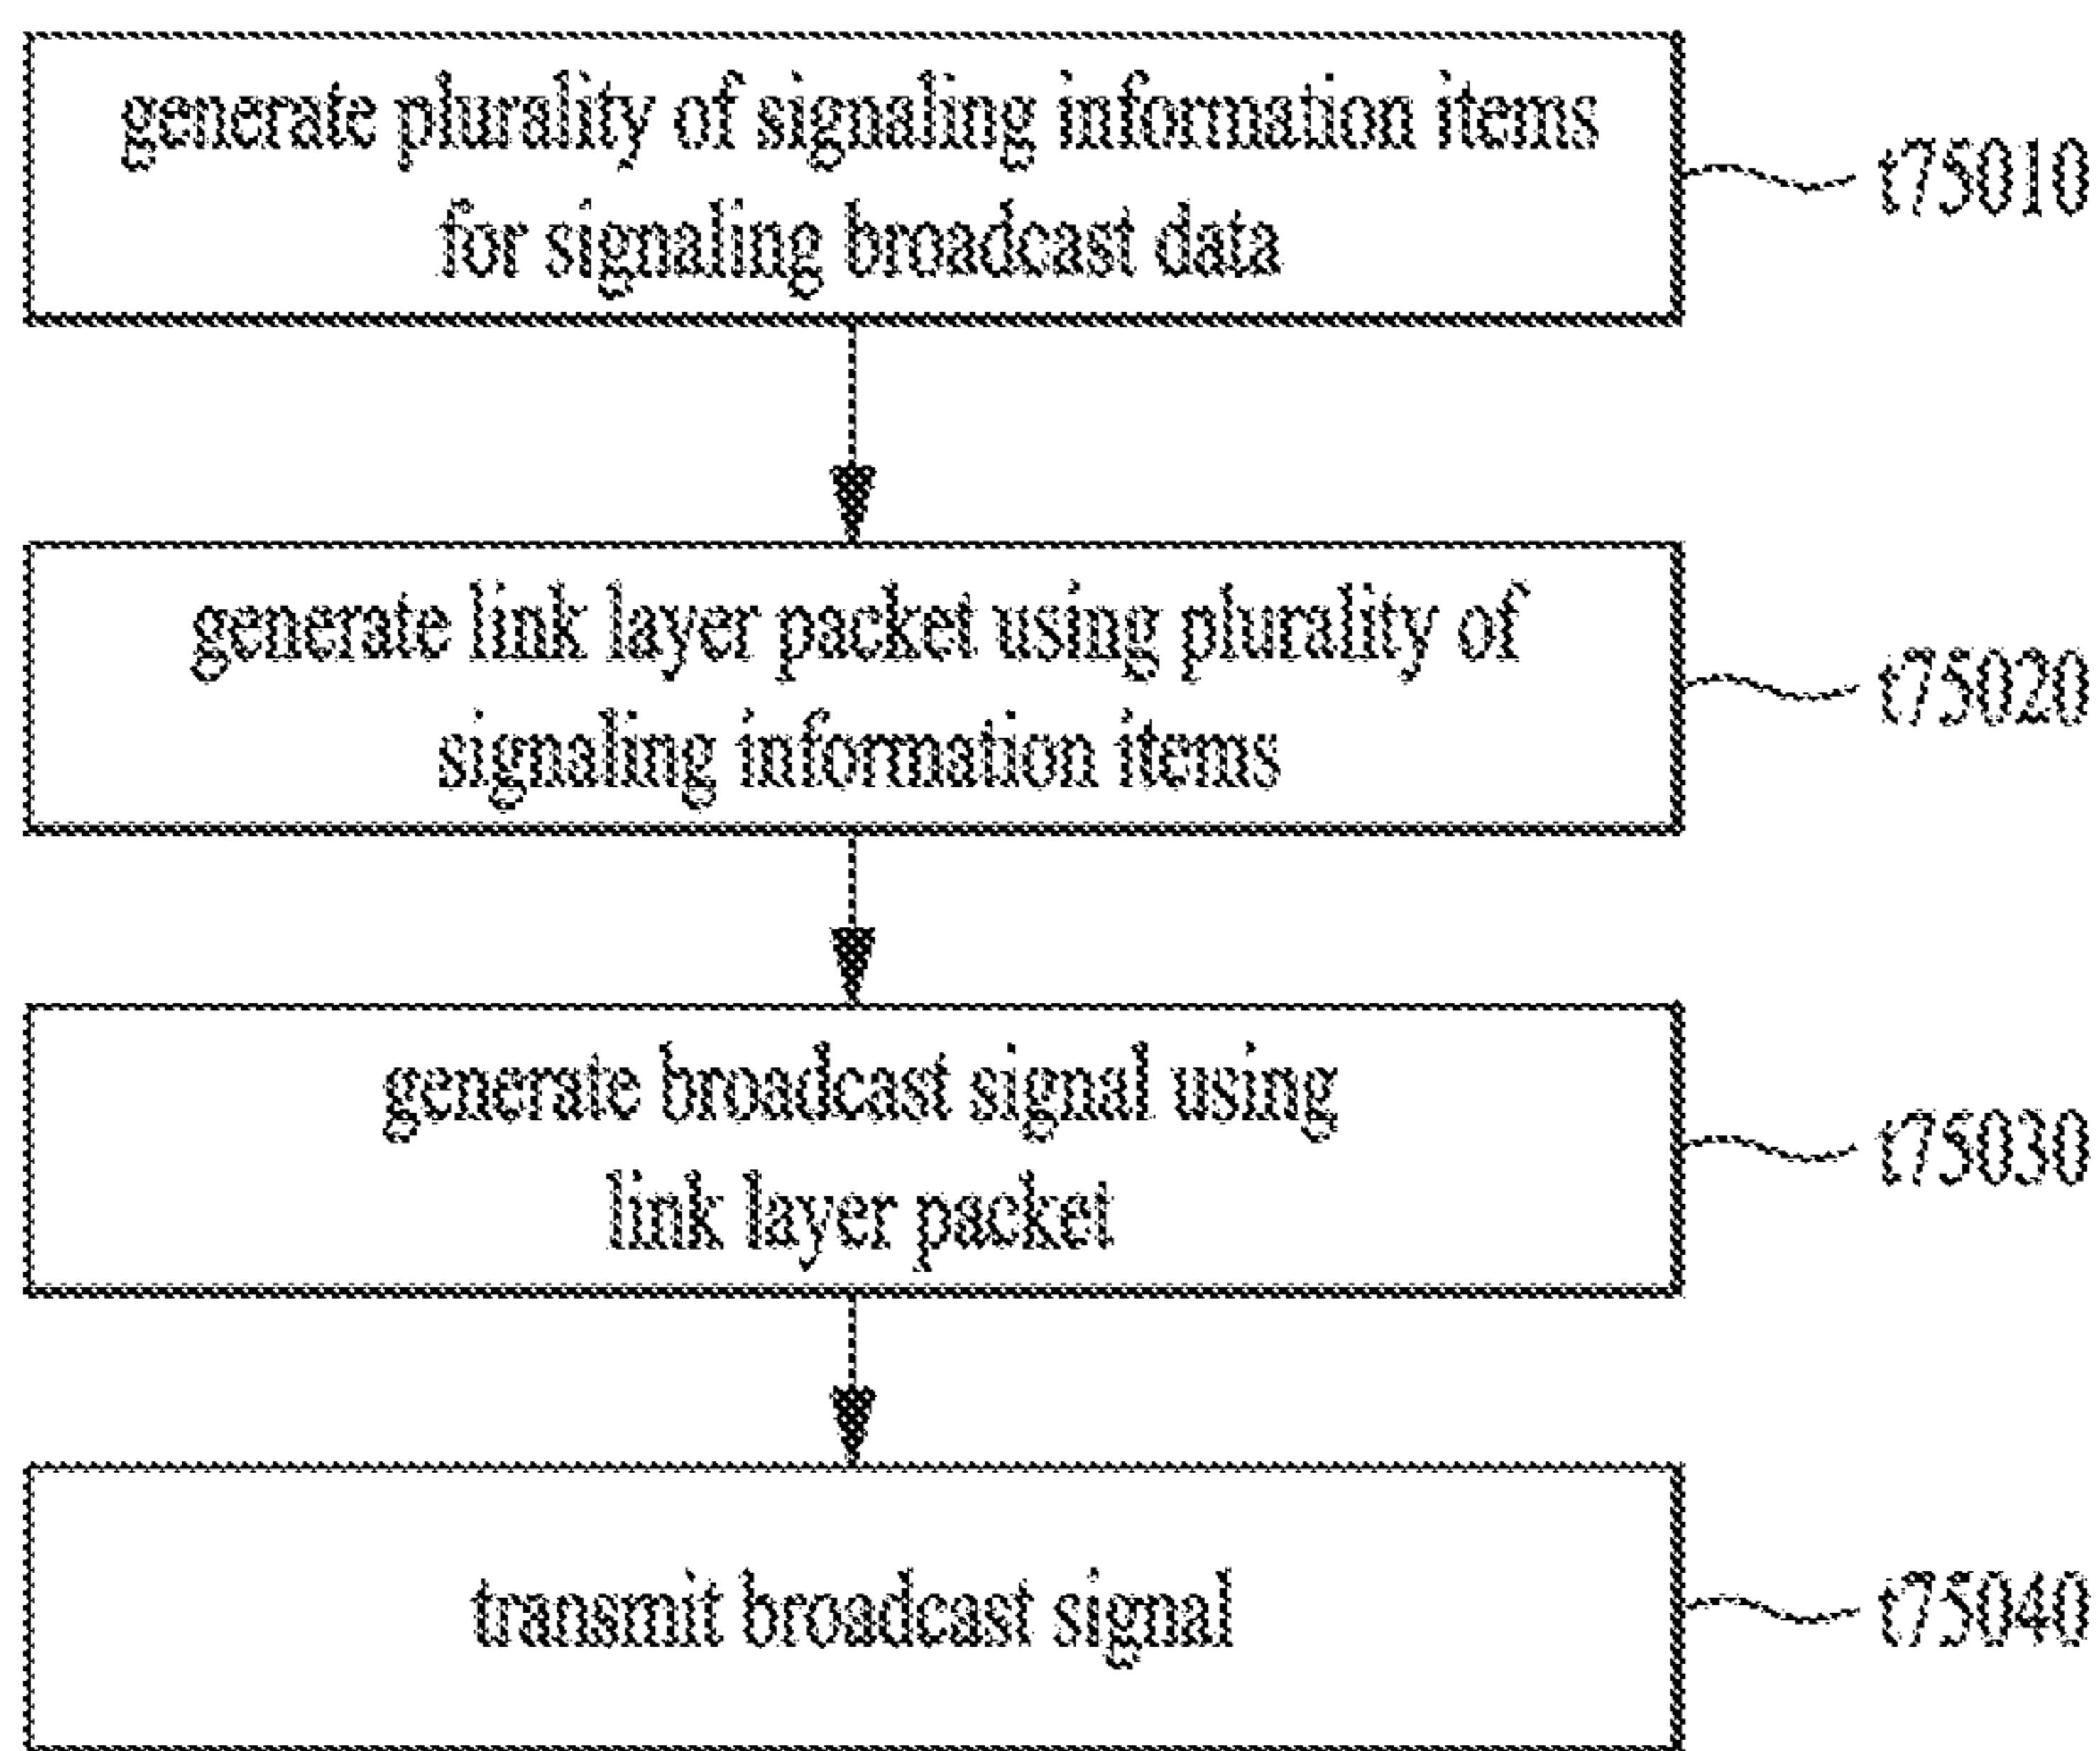 generate plurality of signaling information items
for signaling broadcast data
t75010
generate link layer packet using plurality of
signaling information items
t75020
generate broadcast signal using
link layer packet
t75030
transmit broadcast signal
t75040